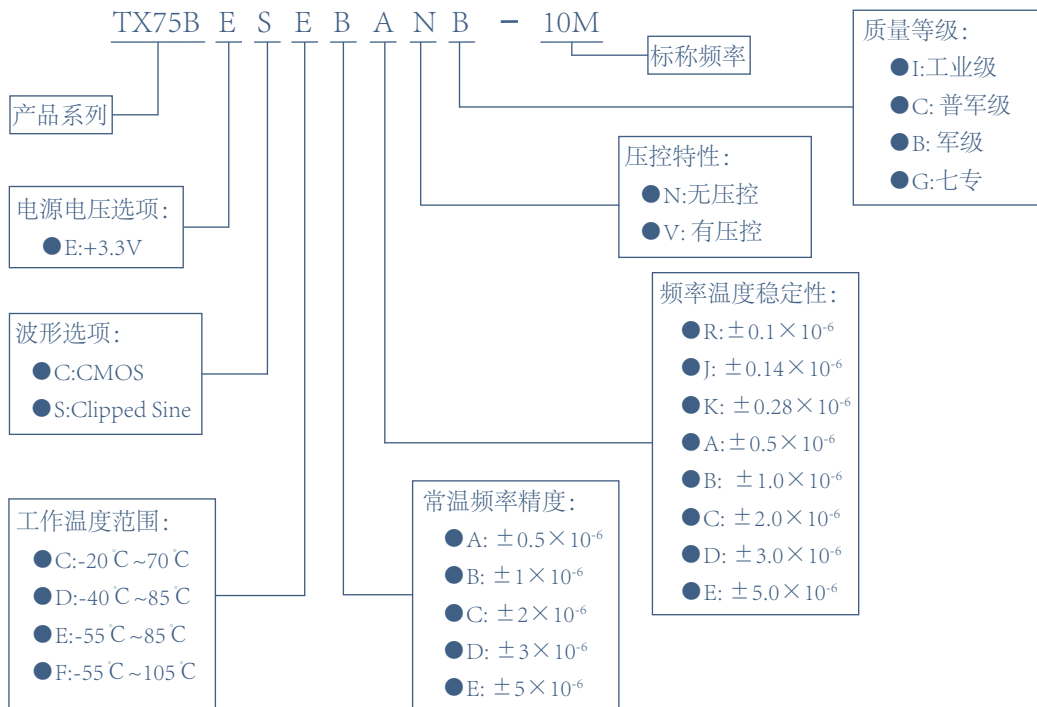 TX75B E S E B A N B - 10M
标称频率
产品系列
质量等级:
●I:工业级
●C: 普军级
●B: 军级
●G:七专
压控特性:
●N:无压控
●V: 有压控
电源电压选项:
●E:+3.3V
频率温度稳定性:
●R:±0.1×10⁻⁶
●J: ±0.14×10⁻⁶
●K: ±0.28×10⁻⁶
●A:±0.5×10⁻⁶
●B: ±1.0×10⁻⁶
●C: ±2.0×10⁻⁶
●D: ±3.0×10⁻⁶
●E: ±5.0×10⁻⁶
波形选项:
●C:CMOS
●S:Clipped Sine
工作温度范围:
●C:-20℃~70℃
●D:-40℃~85℃
●E:-55℃~85℃
●F:-55℃~105℃
常温频率精度:
●A: ±0.5×10⁻⁶
●B: ±1×10⁻⁶
●C: ±2×10⁻⁶
●D: ±3×10⁻⁶
●E: ±5×10⁻⁶